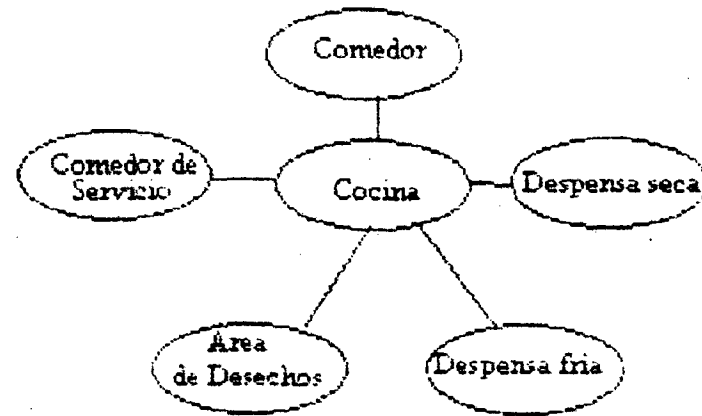 Comedor
Comedor de
Servicio
Cocina
Despensa seca
Area
de Desechos
Despensa fria